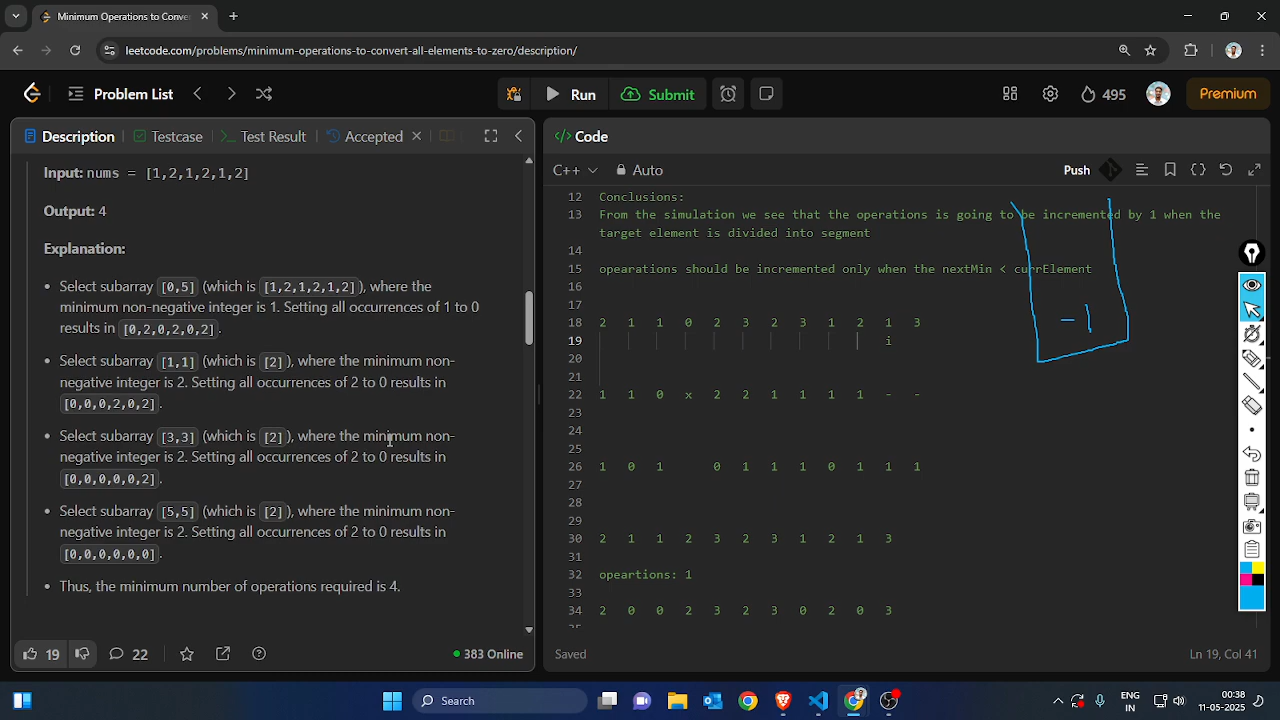 Minimum Operations to Conver
leetcode.com/problems/minimum-operations-to-convert-all-elements-to-zero/description/
Problem List
Run
Submit
495
Premium
Description
Testcase
Test Result
Accepted
Code
C++
Auto
Push
Input: nums = [1,2,1,2,1,2]
Output: 4
Explanation:
Select subarray [0,5] (which is [1,2,1,2,1,2]), where the
minimum non-negative integer is 1. Setting all occurrences of 1 to 0
results in [0,2,0,2,0,2].
Select subarray [1,1] (which is [2]), where the minimum non-
negative integer is 2. Setting all occurrences of 2 to 0 results in
[0,0,0,2,0,2].
Select subarray [3,3] (which is [2]), where the minimum non-
negative integer is 2. Setting all occurrences of 2 to 0 results in
[0,0,0,0,0,2].
Select subarray [5,5] (which is [2]), where the minimum non-
negative integer is 2. Setting all occurrences of 2 to 0 results in
[0,0,0,0,0,0].
Thus, the minimum number of operations required is 4.
19
22
383 Online
12 Conclusions:
13 From the simulation we see that the operations is going to be incremented by 1 when the
target element is divided into segment
14
15 opearations should be incremented only when the nextMin < currElement
16
17
18 2 1 1 0 2 3 2 3 1 2 1 3
19 i
20
21
22 1 1 0 x 2 2 1 1 1 1 - -
23
24
25
26 1 0 1 0 1 1 1 0 1 1 1
27
28
29
30 2 1 1 2 3 2 3 1 2 1 3
31
32 opeartions: 1
33
34 2 0 0 2 3 2 3 0 2 0 3
35
-1
Saved
Ln 19, Col 41
Search
ENG
IN
00:38
11-05-2025